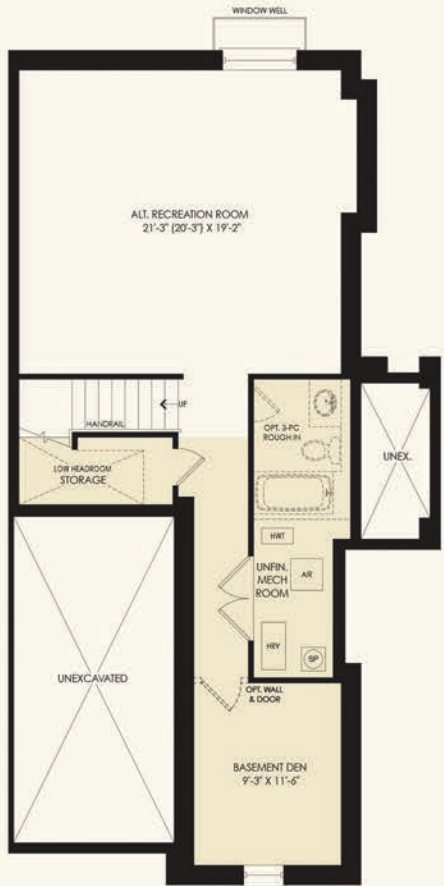 WINDOW WELL
ALT. RECREATION ROOM
21'-3" (20'-3") X 19'-2"
UP
HANDRAIL
OPT. 3-PC
ROUGH IN
UNEX.
LOW HEADROOM
STORAGE
HWT
UNFIN.
MECH
ROOM
AIR
HRV
SP
UNEXCAVATED
OPT. WALL
& DOOR
BASEMENT DEN
9'-3" X 11'-6"